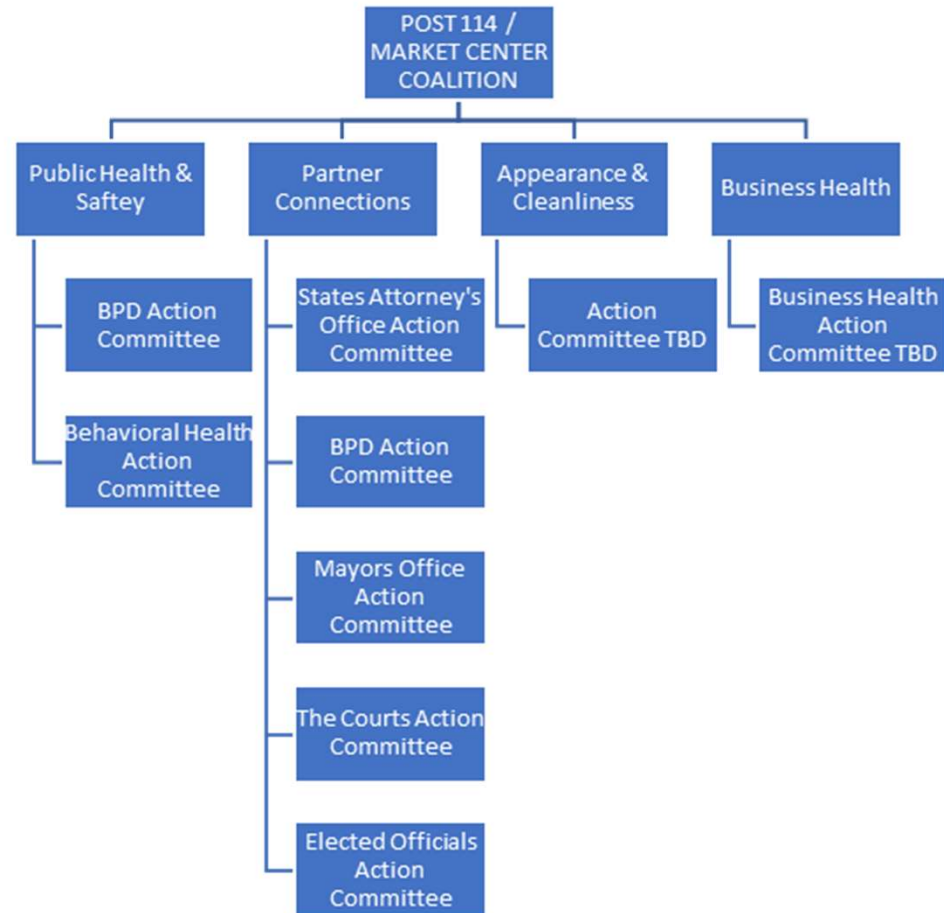 POST 114 /
MARKET CENTER
COALITION
Public Health &
Saftey
BPD Action
Committee
Behavioral Health
Action
Committee
Partner
Connections
States Attorney's
Office Action
Committee
BPD Action
Committee
Mayors Office
Action
Committee
The Courts Action
Committee
Elected Officials
Action
Committee
Appearance &
Cleanliness
Action
Committee TBD
Business Health
Business Health
Action
Committee TBD